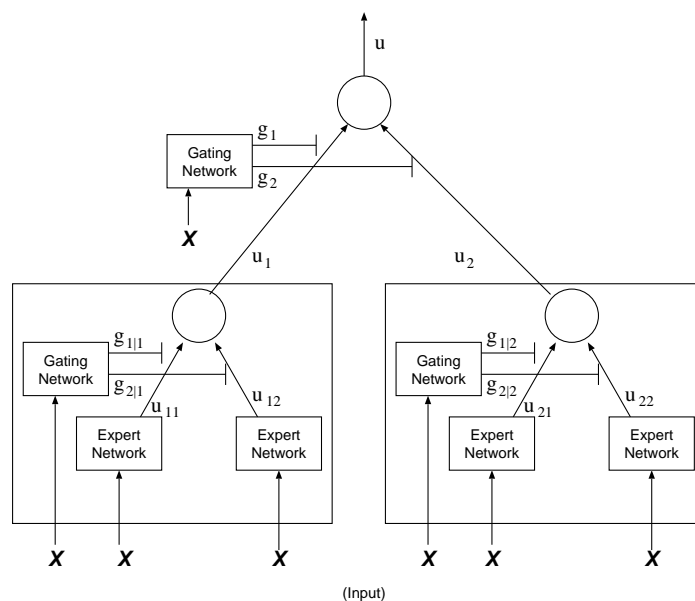 u
g1
Gating
Network
g2
X
u1
u2
g1|1
Gating
Network
g2|1
u11
u12
Expert
Network
Expert
Network
g1|2
Gating
Network
g2|2
u21
u22
Expert
Network
Expert
Network
X X X X X X
(Input)